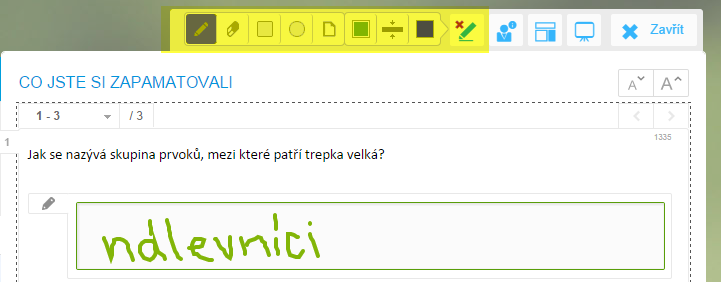 Zavřít
CO JSTE SI ZAPAMATOVALI
A A
1 - 3 / 3
1
1335
Jak se nazývá skupina prvoků, mezi které patří trepka velká?
ndlevníci